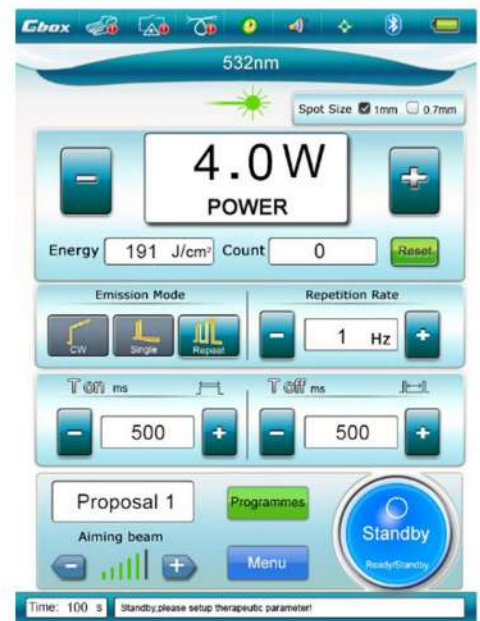 Gbox
532nm
Spot Size 1mm 0.7mm
4.0W
POWER
Energy 191 J/cm² Count 0 Reset
Emission Mode Repetition Rate
CW Single Repeat 1 Hz
T on ms T off ms
500 500
Proposal 1 Programmes
Aiming beam
Menu
Standby
Ready/Standby
Time: 100 s Standby,please setup therapeutic parameter!